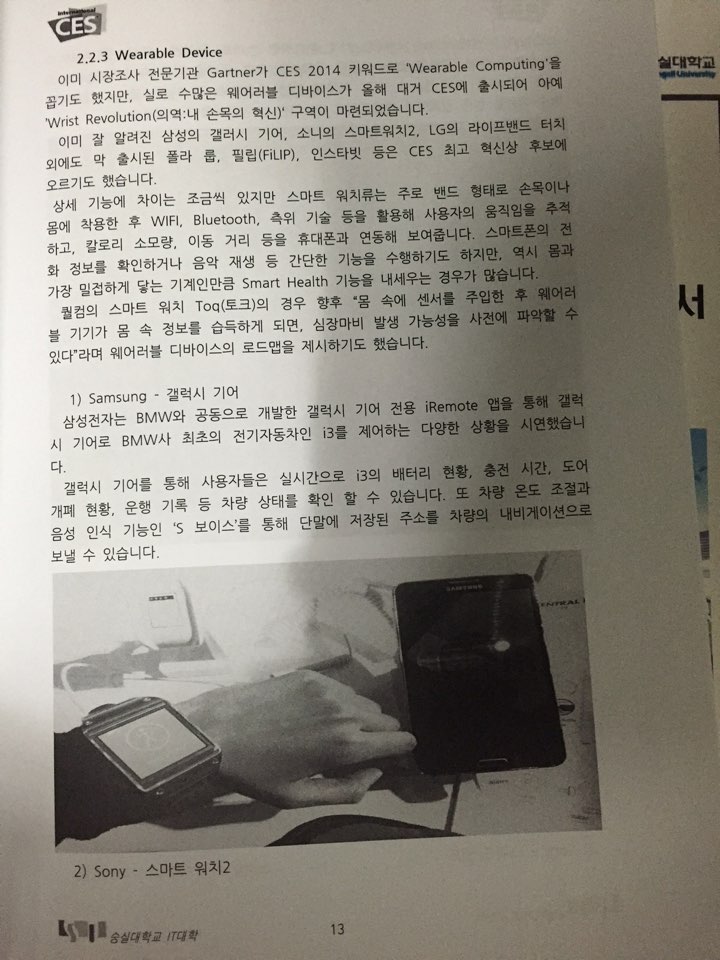 International
CES
2.2.3 Wearable Device
이미 시장조사 전문기관 Gartner가 CES 2014 키워드로 'Wearable Computing'을
꼽기도 했지만, 실로 수많은 웨어러블 디바이스가 올해 대거 CES에 출시되어 아예
'Wrist Revolution(의역:내 손목의 혁신)' 구역이 마련되었습니다.
이미 잘 알려진 삼성의 갤러시 기어, 소니의 스마트워치2, LG의 라이프밴드 터치
외에도 막 출시된 폴라 룹, 필립(FiLIP), 인스타빗 등은 CES 최고 혁신상 후보에
오르기도 했습니다.
상세 기능에 차이는 조금씩 있지만 스마트 워치류는 주로 밴드 형태로 손목이나
몸에 착용한 후 WIFI, Bluetooth, 측위 기술 등을 활용해 사용자의 움직임을 추적
하고, 칼로리 소모량, 이동 거리 등을 휴대폰과 연동해 보여줍니다. 스마트폰의 전
화 정보를 확인하거나 음악 재생 등 간단한 기능을 수행하기도 하지만, 역시 몸과
가장 밀접하게 닿는 기계인만큼 Smart Health 기능을 내세우는 경우가 많습니다.
퀄컴의 스마트 워치 Toq(토크)의 경우 향후 "몸 속에 센서를 주입한 후 웨어러
블 기기가 몸 속 정보를 습득하게 되면, 심장마비 발생 가능성을 사전에 파악할 수
있다"라며 웨어러블 디바이스의 로드맵을 제시하기도 했습니다.
1) Samsung - 갤럭시 기어
삼성전자는 BMW와 공동으로 개발한 갤럭시 기어 전용 iRemote 앱을 통해 갤럭
시 기어로 BMW사 최초의 전기자동차인 i3를 제어하는 다양한 상황을 시연했습니
다.
갤럭시 기어를 통해 사용자들은 실시간으로 i3의 배터리 현황, 충전 시간, 도어
개폐 현황, 운행 기록 등 차량 상태를 확인 할 수 있습니다. 또 차량 온도 조절과
음성 인식 기능인 'S 보이스'를 통해 단말에 저장된 주소를 차량의 내비게이션으로
보낼 수 있습니다.
SAMSUNG
ENTRAL
2) Sony - 스마트 워치2
숭실대학교 IT대학
13
실대학교
University
서